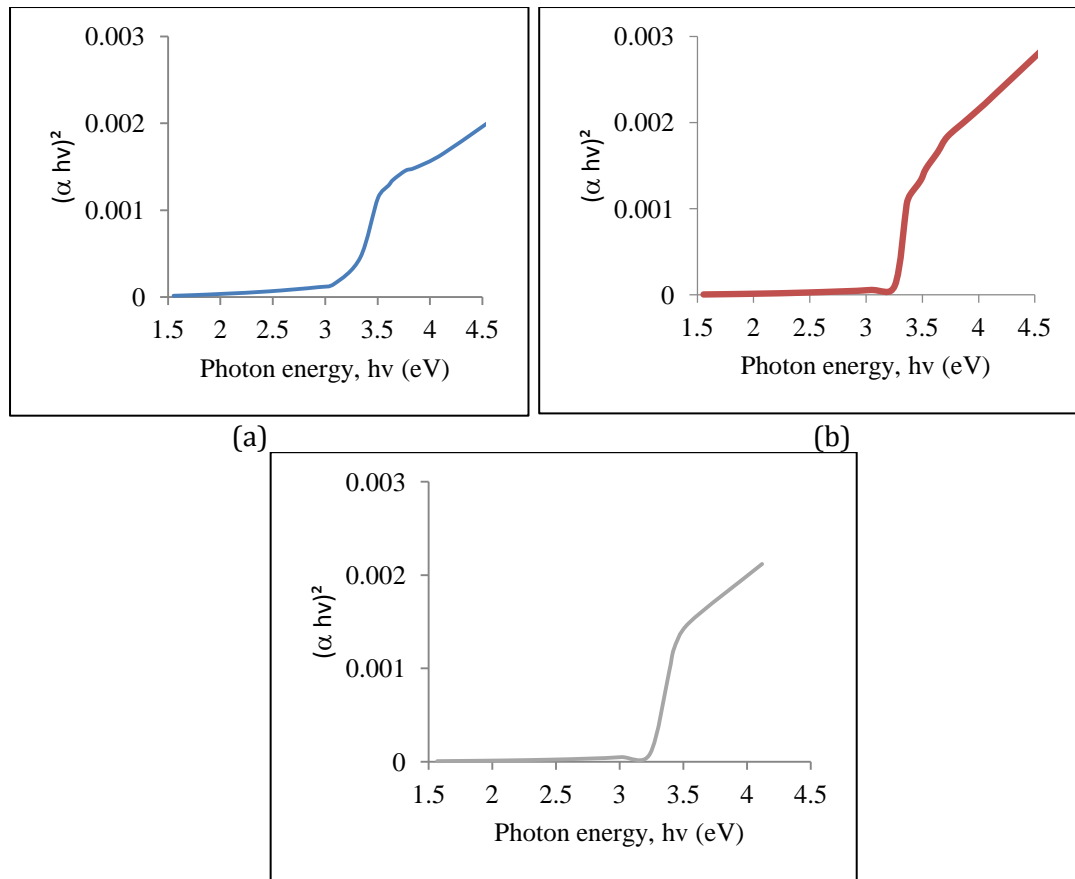 0.003
0.002
0.001
0
(α hv)²
1.5 2 2.5 3 3.5 4 4.5
Photon energy, hv (eV)
(a)
0.003
0.002
0.001
0
(α hv)²
1.5 2 2.5 3 3.5 4 4.5
Photon energy, hv (eV)
(b)
0.003
0.002
0.001
0
(α hv)²
1.5 2 2.5 3 3.5 4 4.5
Photon energy, hv (eV)